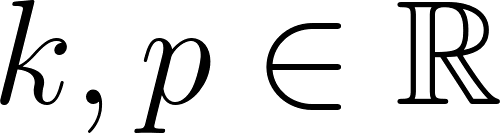 k, p ∈ ℝ